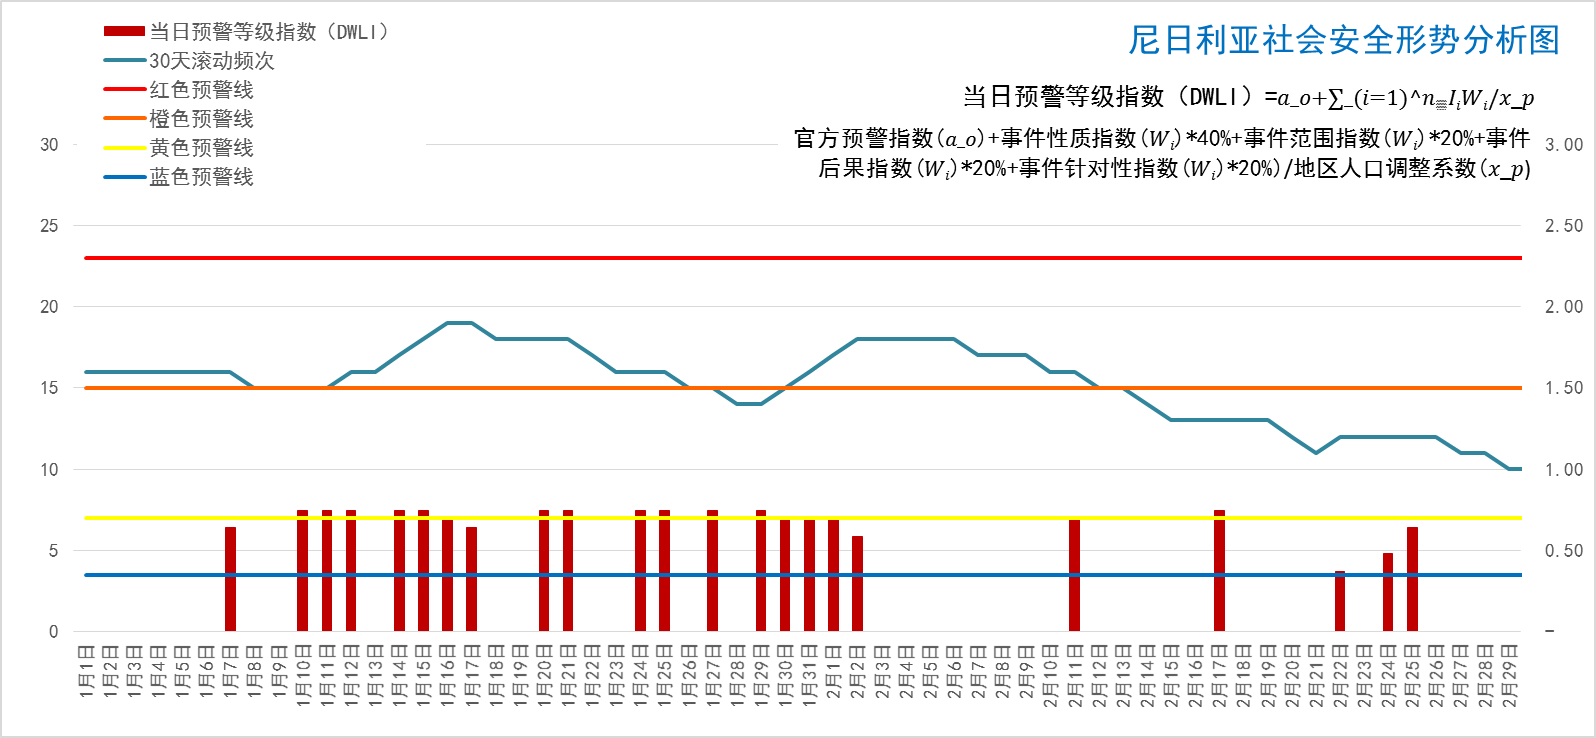 当日预警等级指数（DWLI）
30天滚动频次
红色预警线
橙色预警线
黄色预警线
蓝色预警线
尼日利亚社会安全形势分析图
当日预警等级指数（DWLI）=a_o+∑_(i=1)^n▒IᵢWᵢ/x_p
官方预警指数(a_o)+事件性质指数(Wᵢ)*40%+事件范围指数(Wᵢ)*20%+事件
后果指数(Wᵢ)*20%+事件针对性指数(Wᵢ)*20%)/地区人口调整系数(x_p)
30
25
20
15
10
5
0
3.00
2.50
2.00
1.50
1.00
0.50
–
1月1日
1月2日
1月3日
1月4日
1月5日
1月6日
1月7日
1月8日
1月9日
1月10日
1月11日
1月12日
1月13日
1月14日
1月15日
1月16日
1月17日
1月18日
1月19日
1月20日
1月21日
1月22日
1月23日
1月24日
1月25日
1月26日
1月27日
1月28日
1月29日
1月30日
1月31日
2月1日
2月2日
2月3日
2月4日
2月5日
2月6日
2月7日
2月8日
2月9日
2月10日
2月11日
2月12日
2月13日
2月14日
2月15日
2月16日
2月17日
2月18日
2月19日
2月20日
2月21日
2月22日
2月23日
2月24日
2月25日
2月26日
2月27日
2月28日
2月29日